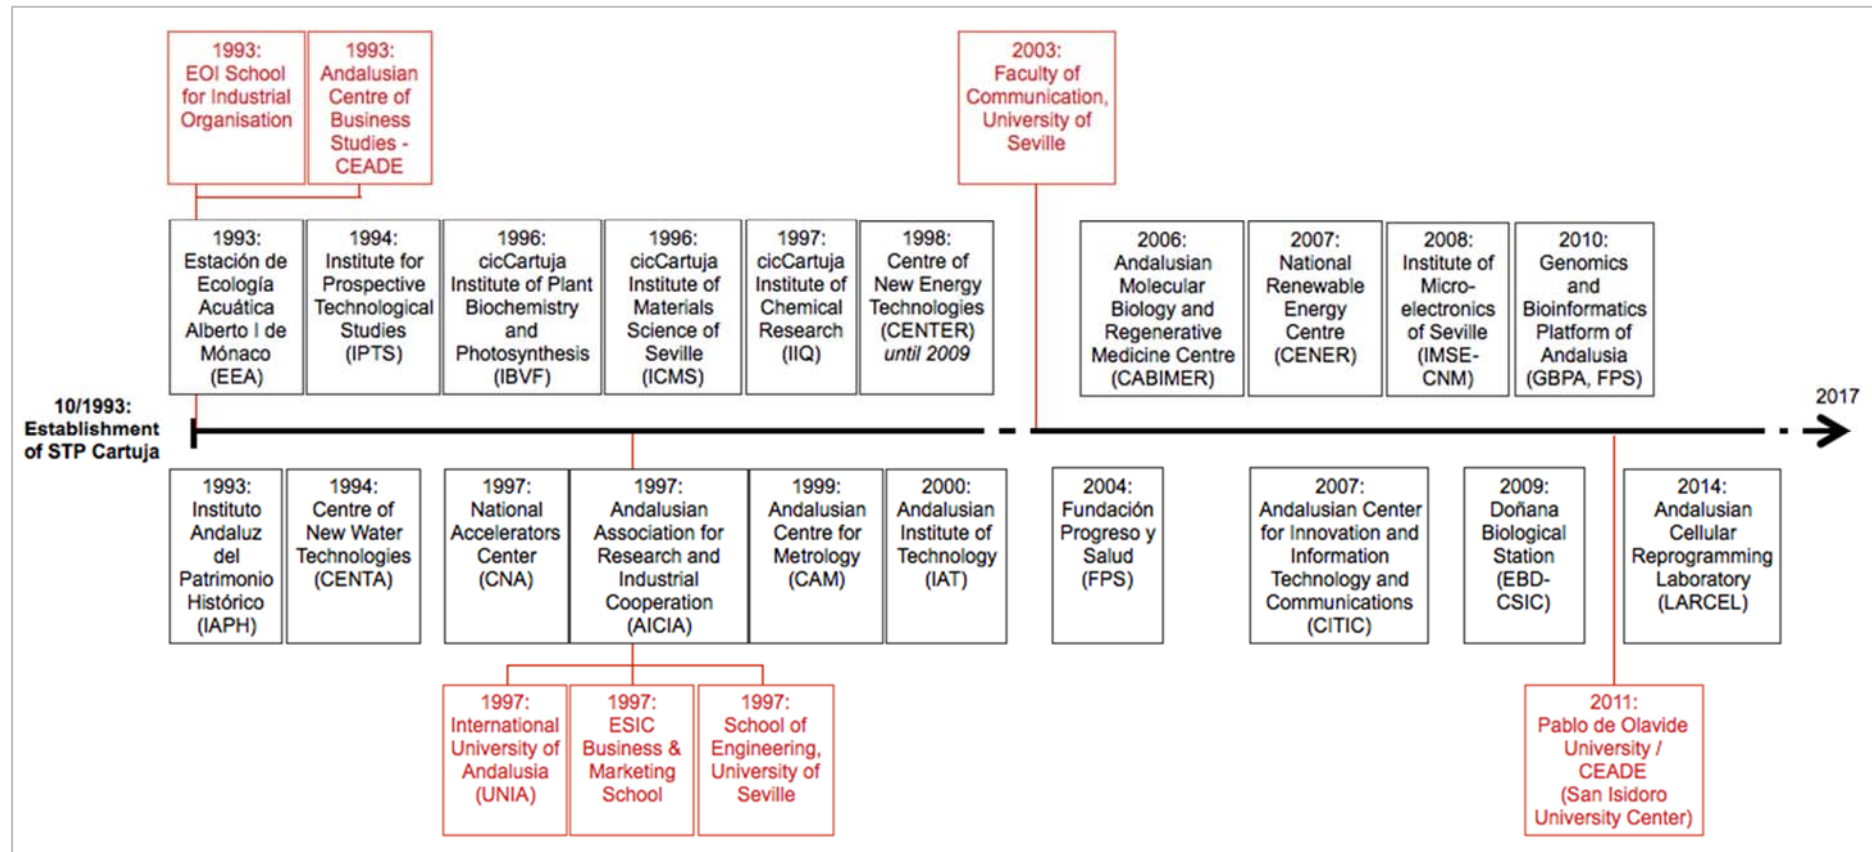 1993:
EOI School
for Industrial
Organisation
1993:
Andalusian
Centre of
Business
Studies -
CEADE
2003:
Faculty of
Communication,
University of
Seville
1993:
Estación de
Ecología
Acuática
Alberto I de
Mónaco
(EEA)
1994:
Institute for
Prospective
Technological
Studies
(IPTS)
1996:
cicCartuja
Institute of Plant
Biochemistry
and
Photosynthesis
(IBVF)
1996:
cicCartuja
Institute of
Materials
Science of
Seville
(ICMS)
1997:
cicCartuja
Institute of
Chemical
Research
(IIQ)
1998:
Centre of
New Energy
Technologies
(CENTER)
until 2009
2006:
Andalusian
Molecular
Biology and
Regenerative
Medicine Centre
(CABIMER)
2007:
National
Renewable
Energy
Centre
(CENER)
2008:
Institute of
Micro-
electronics
of Seville
(IMSE-
CNM)
2010:
Genomics
and
Bioinformatics
Platform of
Andalusia
(GBPA, FPS)
10/1993:
Establishment
of STP Cartuja
2017
1993:
Instituto
Andaluz
del
Patrimonio
Histórico
(IAPH)
1994:
Centre of
New Water
Technologies
(CENTA)
1997:
National
Accelerators
Center
(CNA)
1997:
Andalusian
Association for
Research and
Industrial
Cooperation
(AICIA)
1999:
Andalusian
Centre for
Metrology
(CAM)
2000:
Andalusian
Institute of
Technology
(IAT)
2004:
Fundación
Progreso y
Salud
(FPS)
2007:
Andalusian Center
for Innovation and
Information
Technology and
Communications
(CITIC)
2009:
Doñana
Biological
Station
(EBD-
CSIC)
2014:
Andalusian
Cellular
Reprogramming
Laboratory
(LARCEL)
1997:
International
University of
Andalusia
(UNIA)
1997:
ESIC
Business &
Marketing
School
1997:
School of
Engineering,
University of
Seville
2011:
Pablo de Olavide
University /
CEADE
(San Isidoro
University Center)